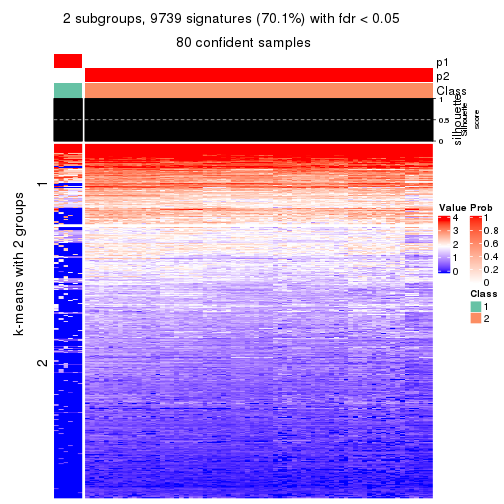 2 subgroups, 9739 signatures (70.1%) with fdr < 0.05
80 confident samples
p1
p2
Class
1
0.5
0
silhouette
Silhouette
score
k-means with 2 groups
1
2
Value
4
3
2
1
0
Prob
1
0.8
0.6
0.4
0.2
0
Class
1
2